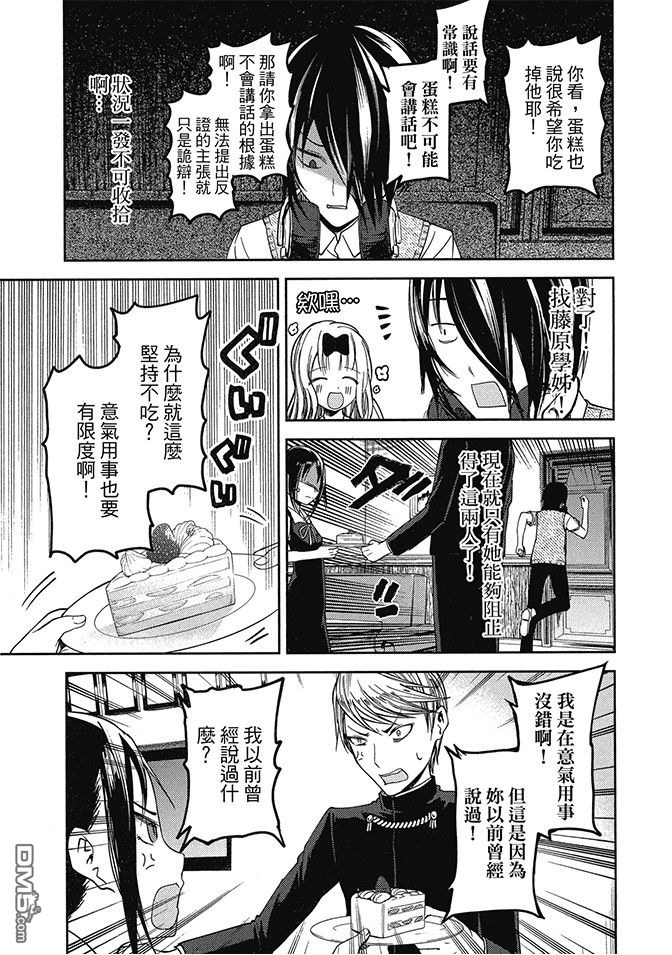 你看，蛋糕也
說很希望你吃
掉他耶！
說話要有
常識啊！
蛋糕不可能
會講話吧！
那請你拿出蛋糕
不會講話的根據
啊！
無法提出反
證的主張就
只是詭辯！
狀況一發不可收拾
啊…
對了！
找藤原學姊！
欸嘿…
現在就只有她能夠阻止
得了這兩人了！
為什麼就這麼
堅持不吃？
意氣用事也要
有限度啊！
我是在意氣用事
沒錯啊！
但這是因為
妳以前曾經
說過！
我以前曾
經說過什
麼？
DM5.com